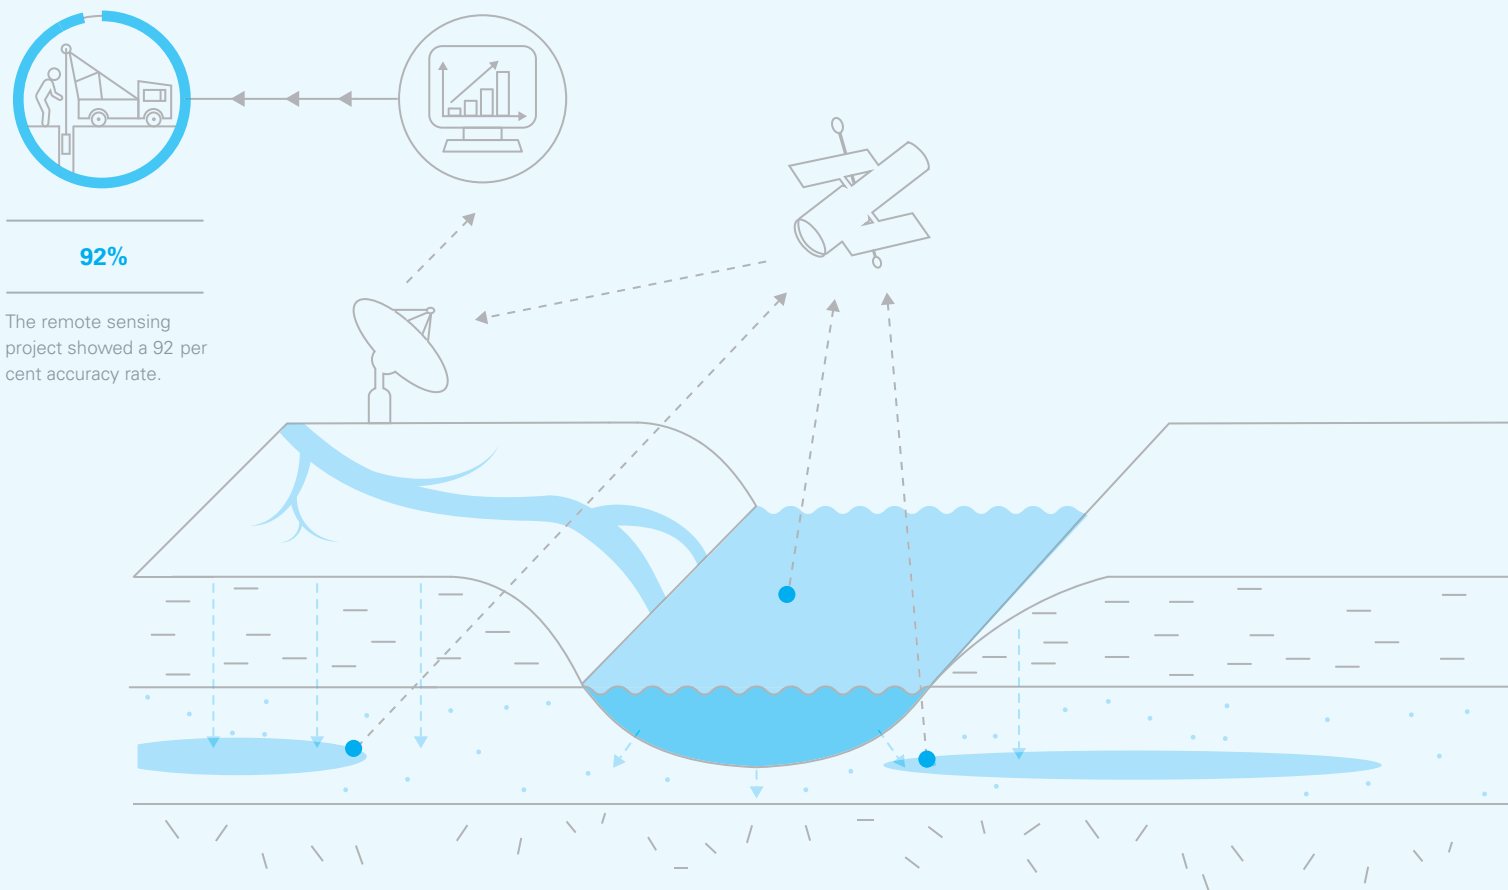 92%
The remote sensing
project showed a 92 per
cent accuracy rate.